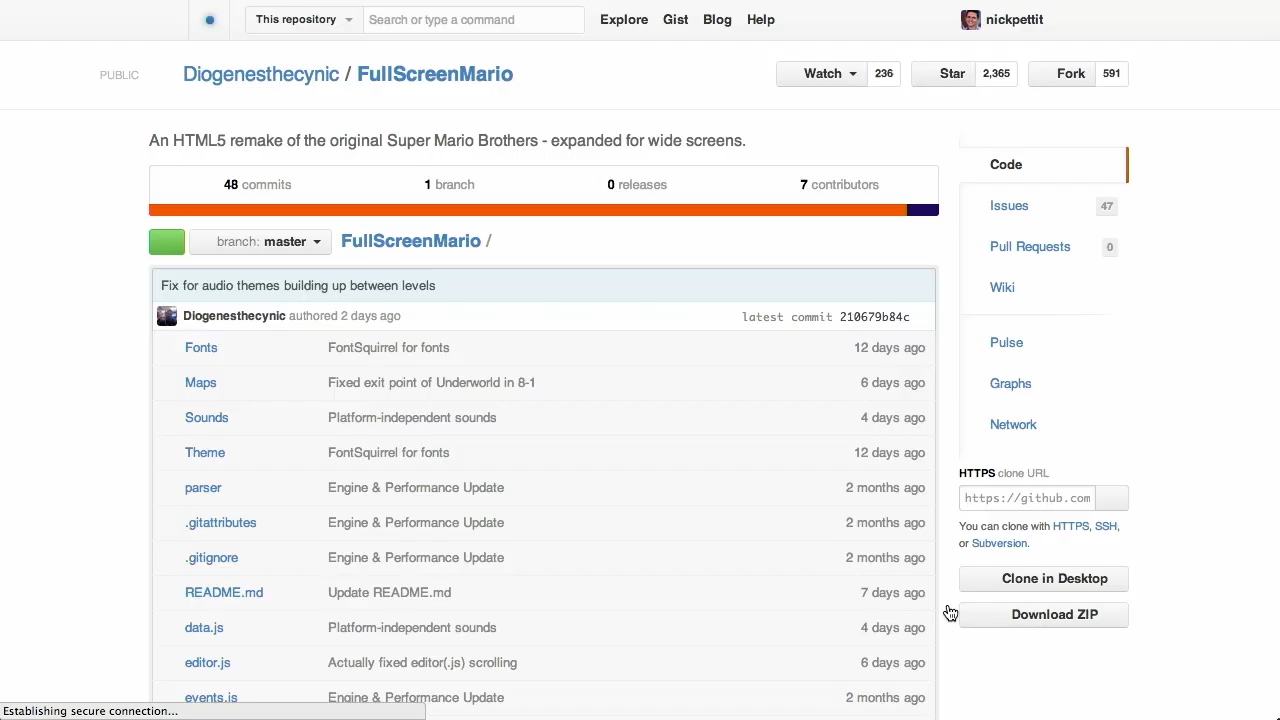 This repository Search or type a command Explore Gist Blog Help nickpettit
PUBLIC Diogenesthecynic / FullScreenMario Watch 236 Star 2,365 Fork 591
An HTML5 remake of the original Super Mario Brothers - expanded for wide screens.
48 commits 1 branch 0 releases 7 contributors
branch: master FullScreenMario /
Fix for audio themes building up between levels
Diogenesthecynic authored 2 days ago latest commit 210679b84c
Fonts FontSquirrel for fonts 12 days ago
Maps Fixed exit point of Underworld in 8-1 6 days ago
Sounds Platform-independent sounds 4 days ago
Theme FontSquirrel for fonts 12 days ago
parser Engine & Performance Update 2 months ago
.gitattributes Engine & Performance Update 2 months ago
.gitignore Engine & Performance Update 2 months ago
README.md Update README.md 7 days ago
data.js Platform-independent sounds 4 days ago
editor.js Actually fixed editor(.js) scrolling 6 days ago
events.js Engine & Performance Update 2 months ago
Code
Issues 47
Pull Requests 0
Wiki
Pulse
Graphs
Network
HTTPS clone URL
https://github.com
You can clone with HTTPS, SSH,
or Subversion.
Clone in Desktop
Download ZIP
Establishing secure connection...